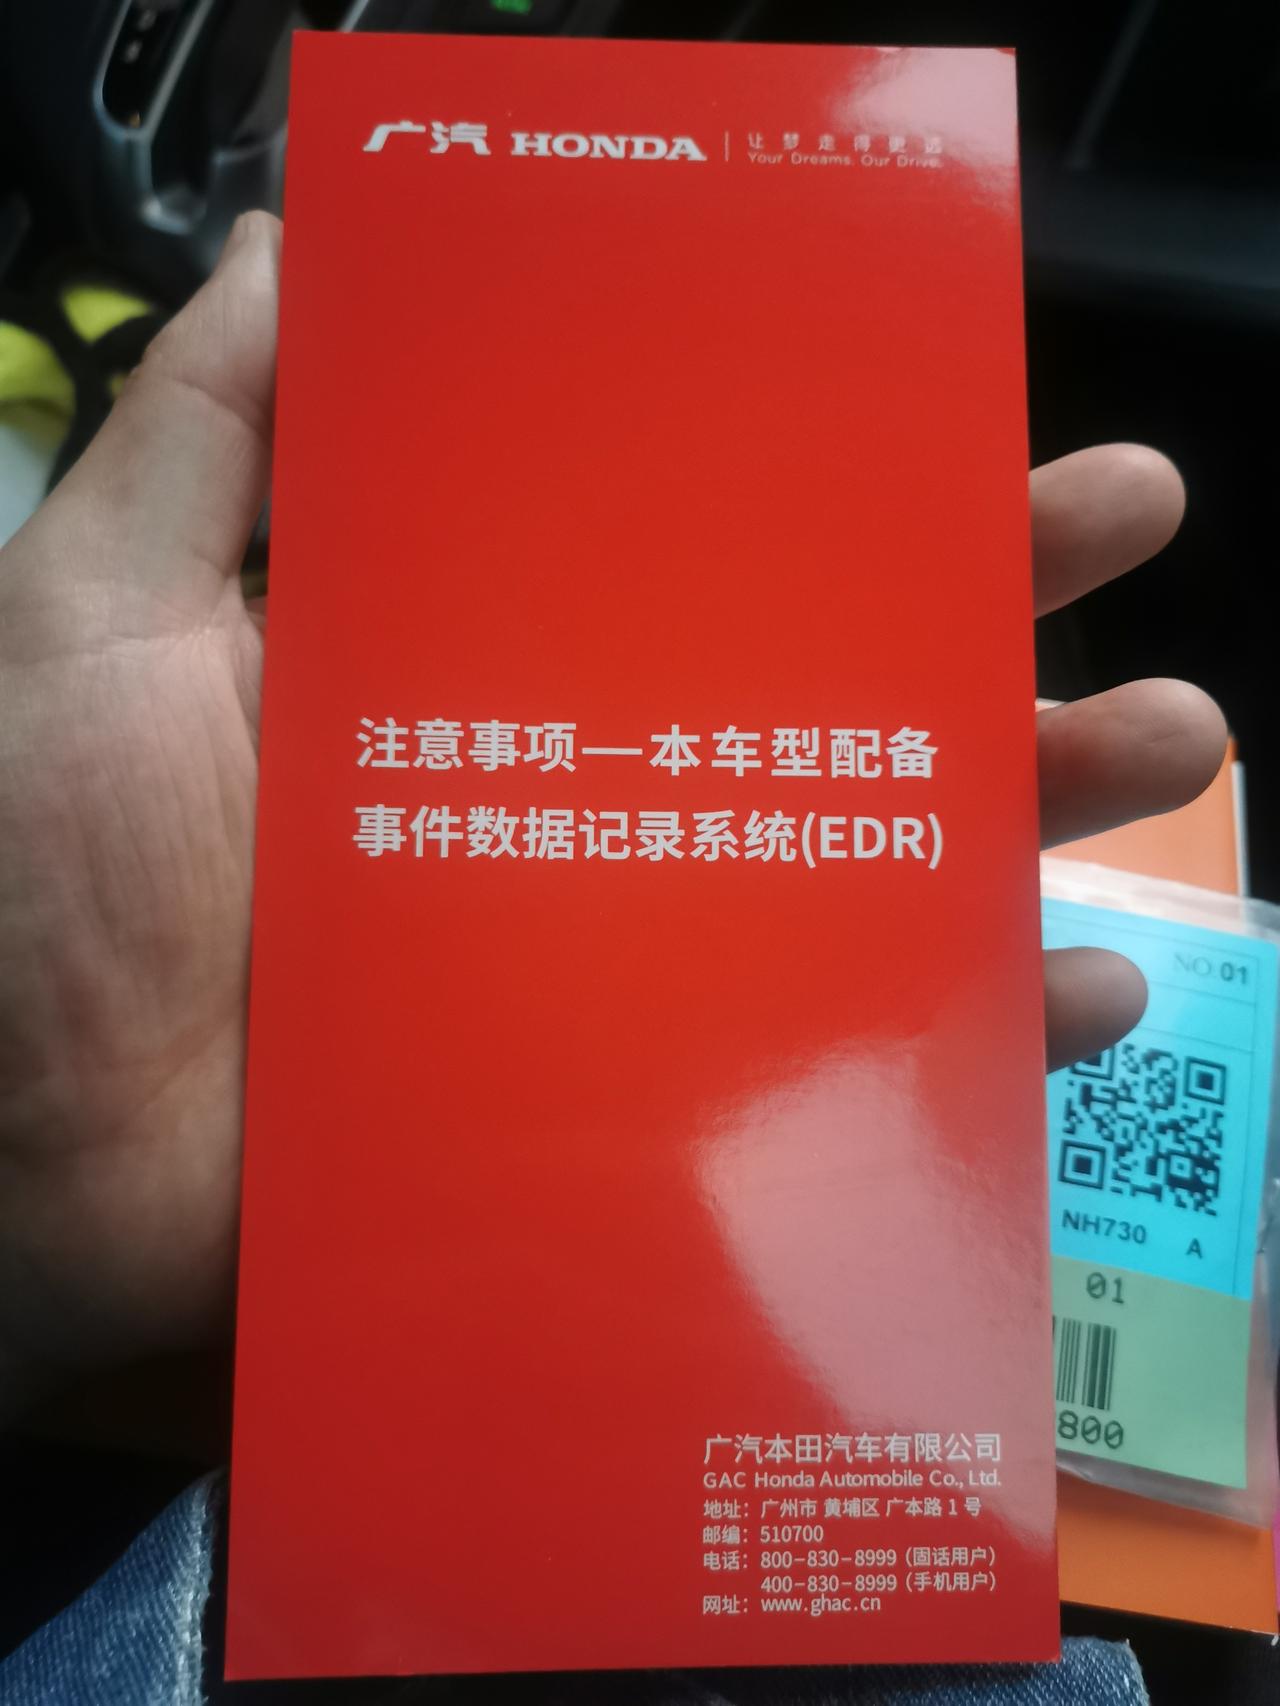 广汽 HONDA 让梦走得更远
Your Dreams. Our Drive.
注意事项—本车型配备
事件数据记录系统(EDR)
NO.01
NH730 A
01
800
广汽本田汽车有限公司
GAC Honda Automobile Co., Ltd.
地址：广州市 黄埔区 广本路 1 号
邮编：510700
电话：800-830-8999（固话用户）
400-830-8999（手机用户）
网址：www.ghac.cn